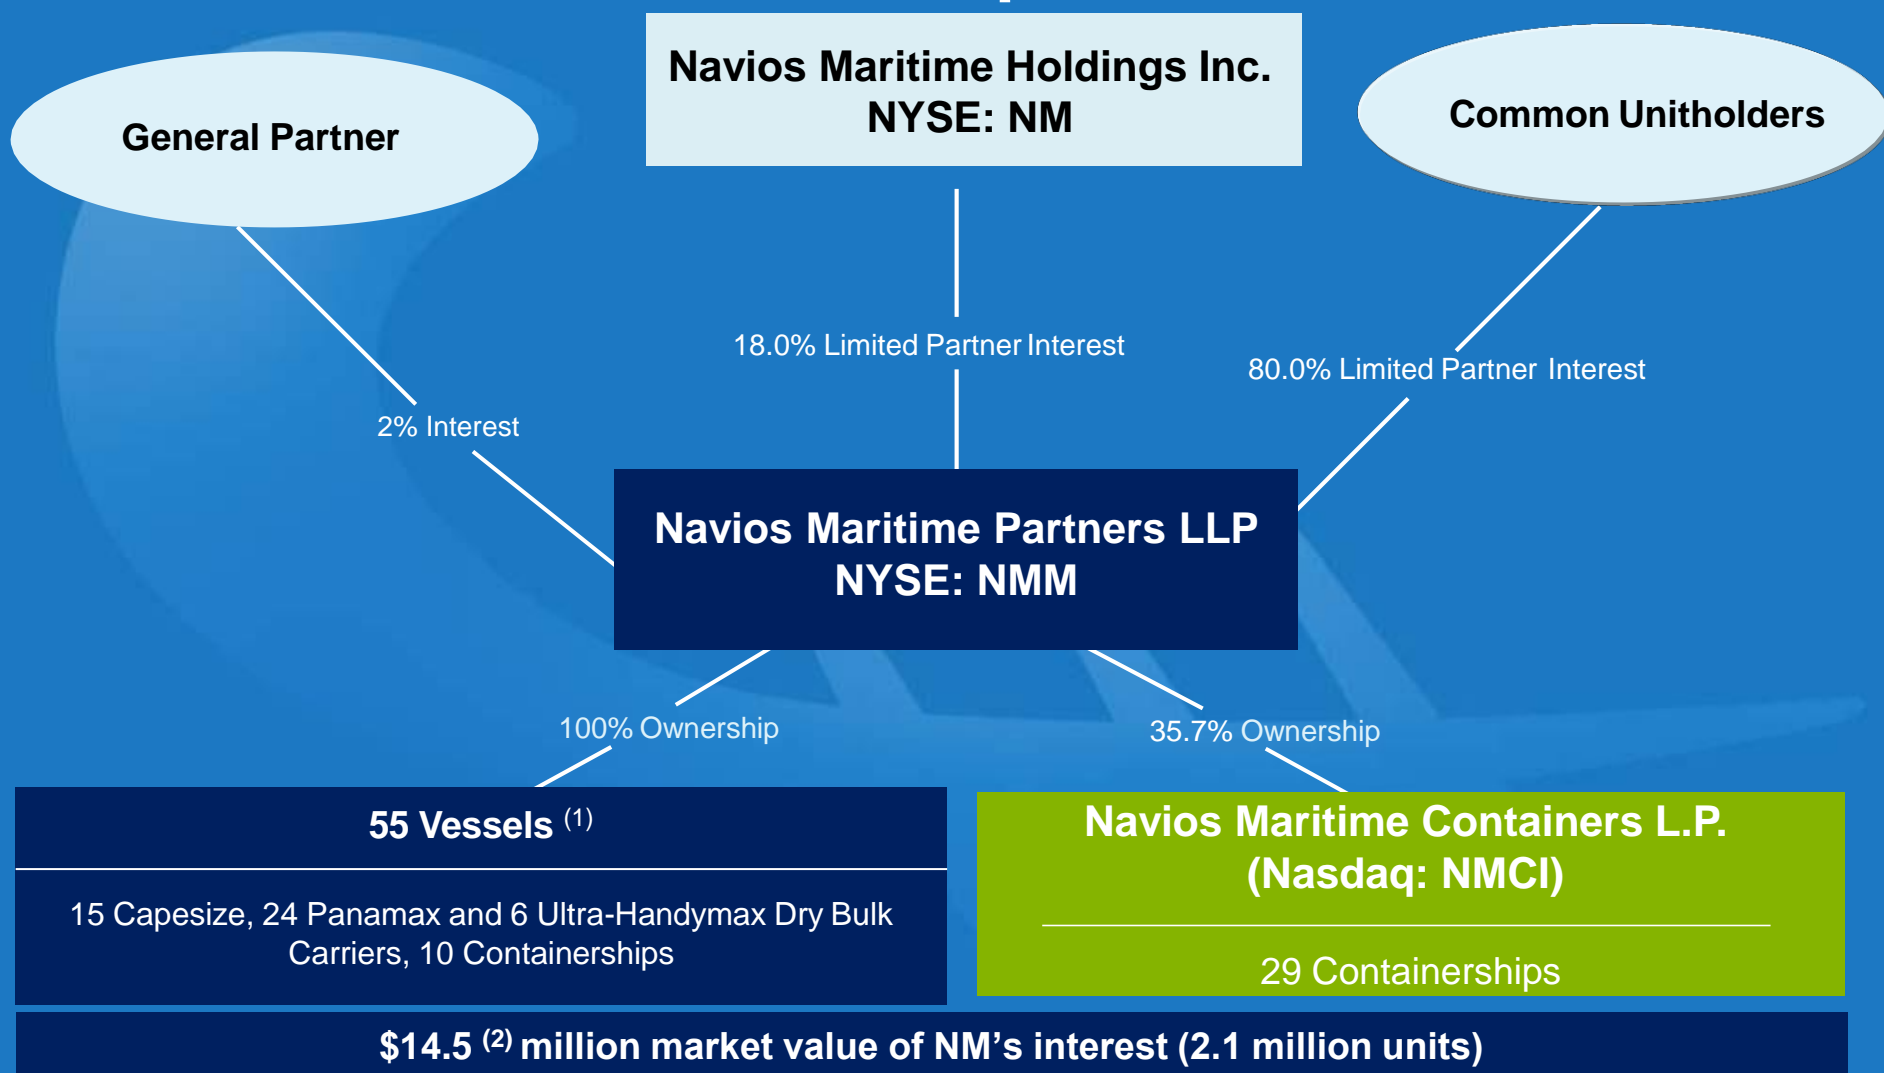 Navios Maritime Holdings Inc.
NYSE: NM
General Partner
Common Unitholders
18.0% Limited Partner Interest
80.0% Limited Partner Interest
2% Interest
Navios Maritime Partners LLP
NYSE: NMM
100% Ownership
35.7% Ownership
55 Vessels (1)
15 Capesize, 24 Panamax and 6 Ultra-Handymax Dry Bulk
Carriers, 10 Containerships
Navios Maritime Containers L.P.
(Nasdaq: NMCI)
29 Containerships
$14.5 (2) million market value of NM’s interest (2.1 million units)